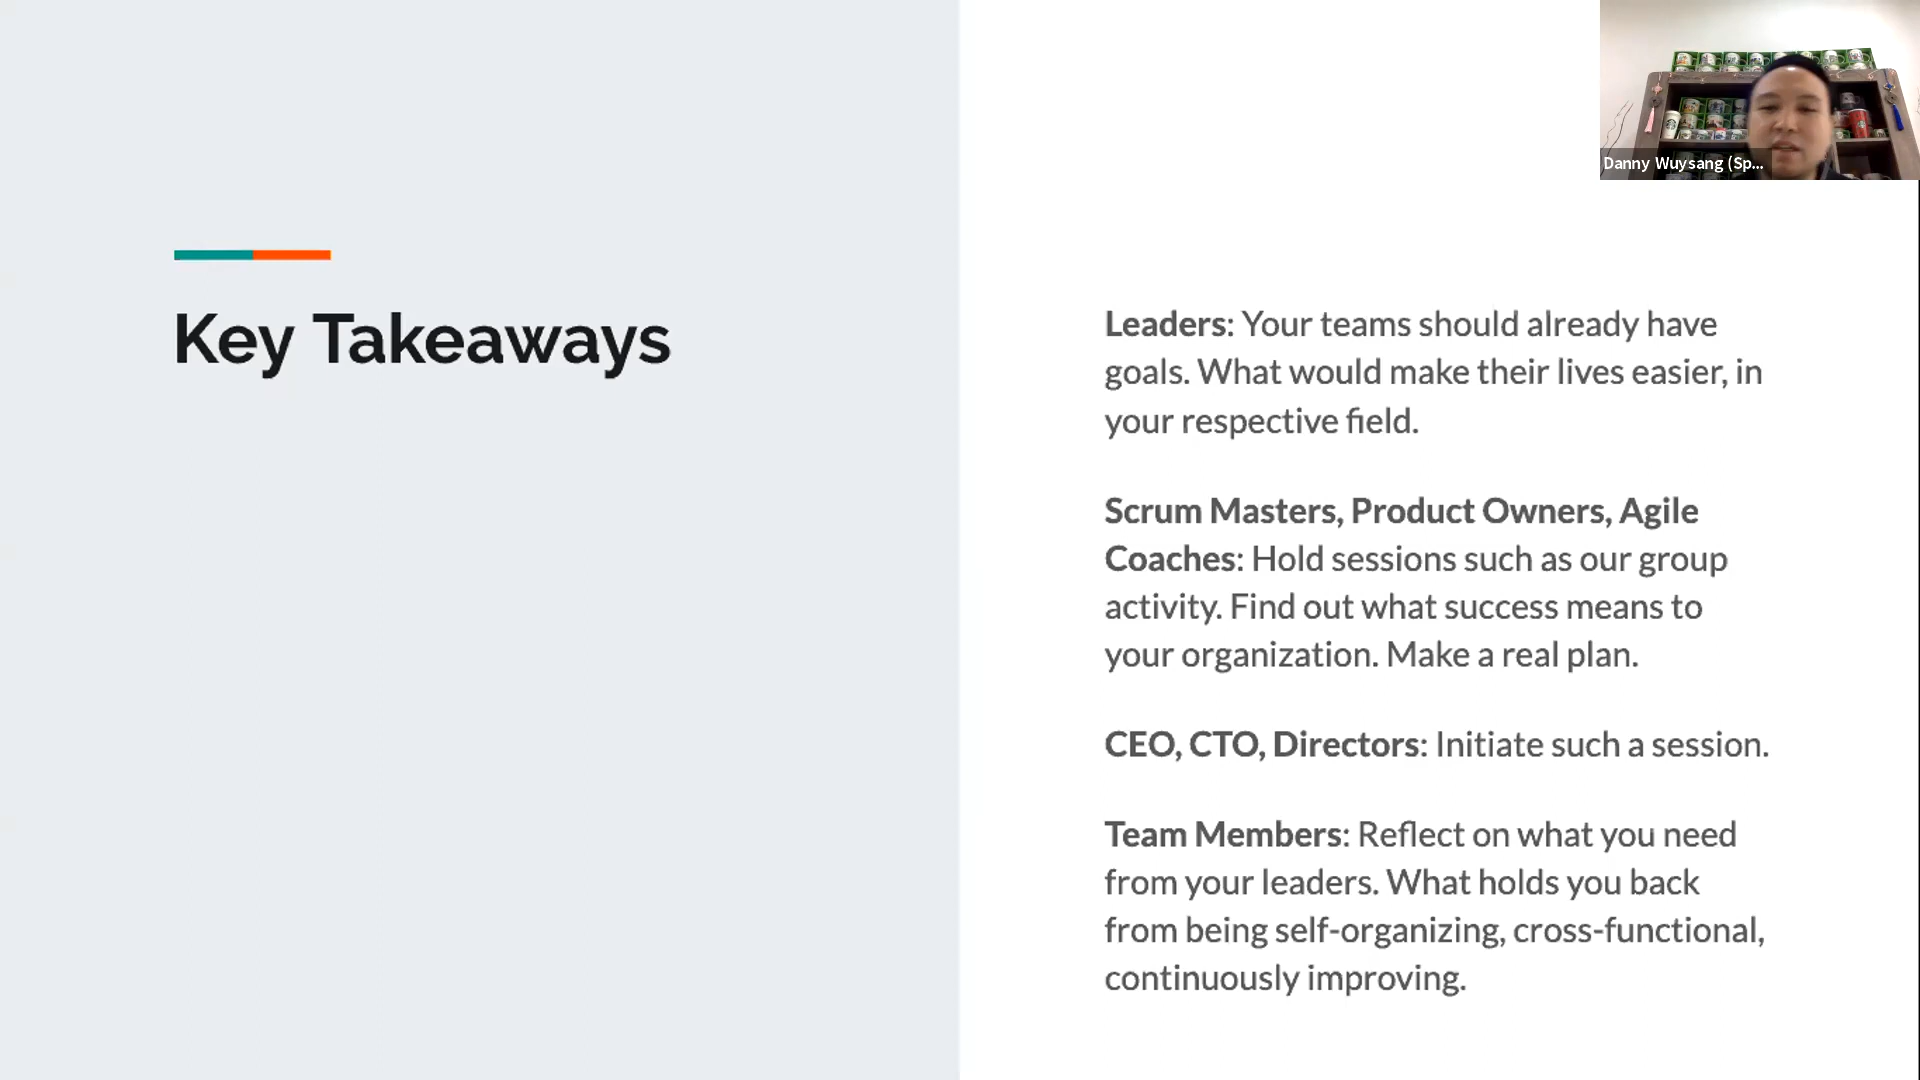 Danny Wuysang (Sp...
Key Takeaways
Leaders: Your teams should already have
goals. What would make their lives easier, in
your respective field.
Scrum Masters, Product Owners, Agile
Coaches: Hold sessions such as our group
activity. Find out what success means to
your organization. Make a real plan.
CEO, CTO, Directors: Initiate such a session.
Team Members: Reflect on what you need
from your leaders. What holds you back
from being self-organizing, cross-functional,
continuously improving.